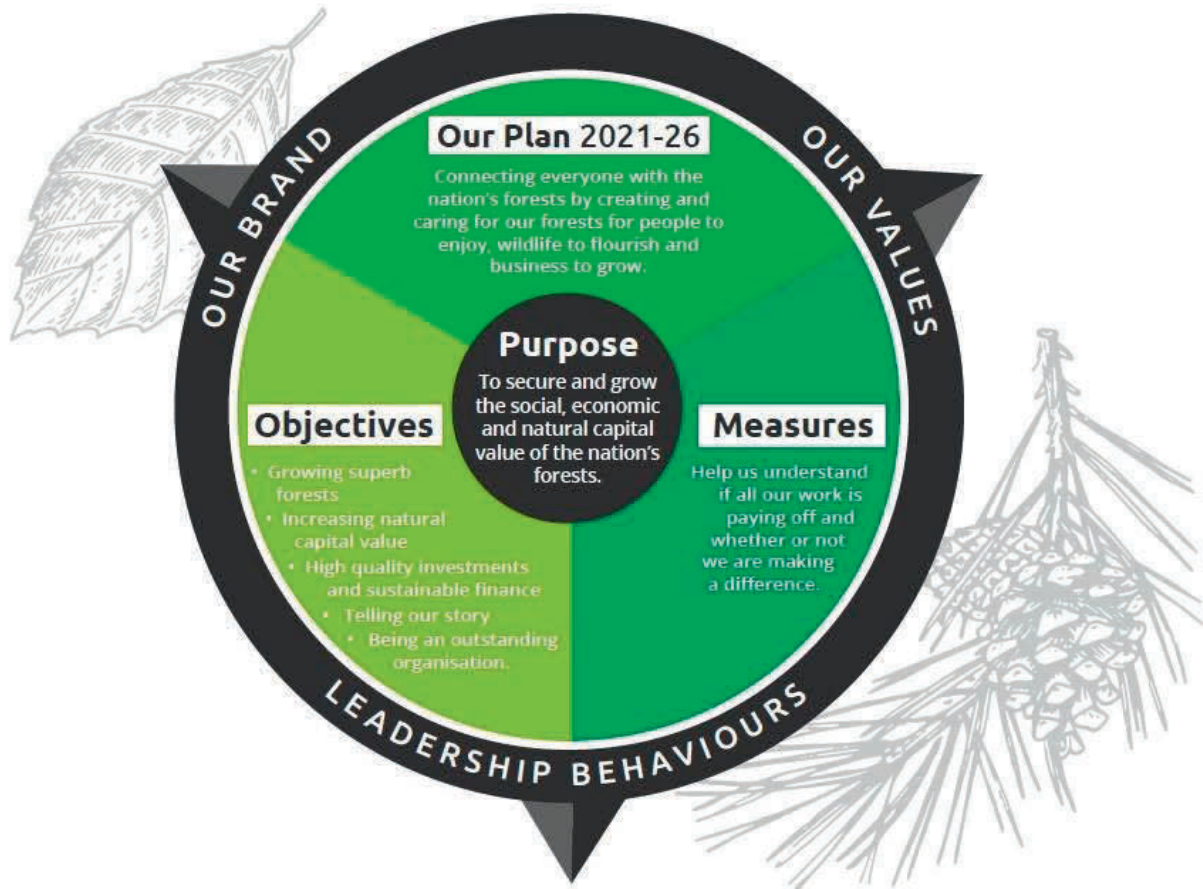 OUR BRAND
OUR VALUES
Our Plan 2021-26
Connecting everyone with the
nation's forests by creating and
caring for our forests for people to
enjoy, wildlife to flourish and
business to grow.
Purpose
To secure and grow
the social, economic
and natural capital
value of the nation's
forests.
Objectives
• Growing superb
forests
• Increasing natural
capital value
• High quality investments
and sustainable finance
• Telling our story
• Being an outstanding
organisation.
Measures
Help us understand
if all our work is
paying off and
whether or not
we are making
a difference.
LEADERSHIP BEHAVIOURS